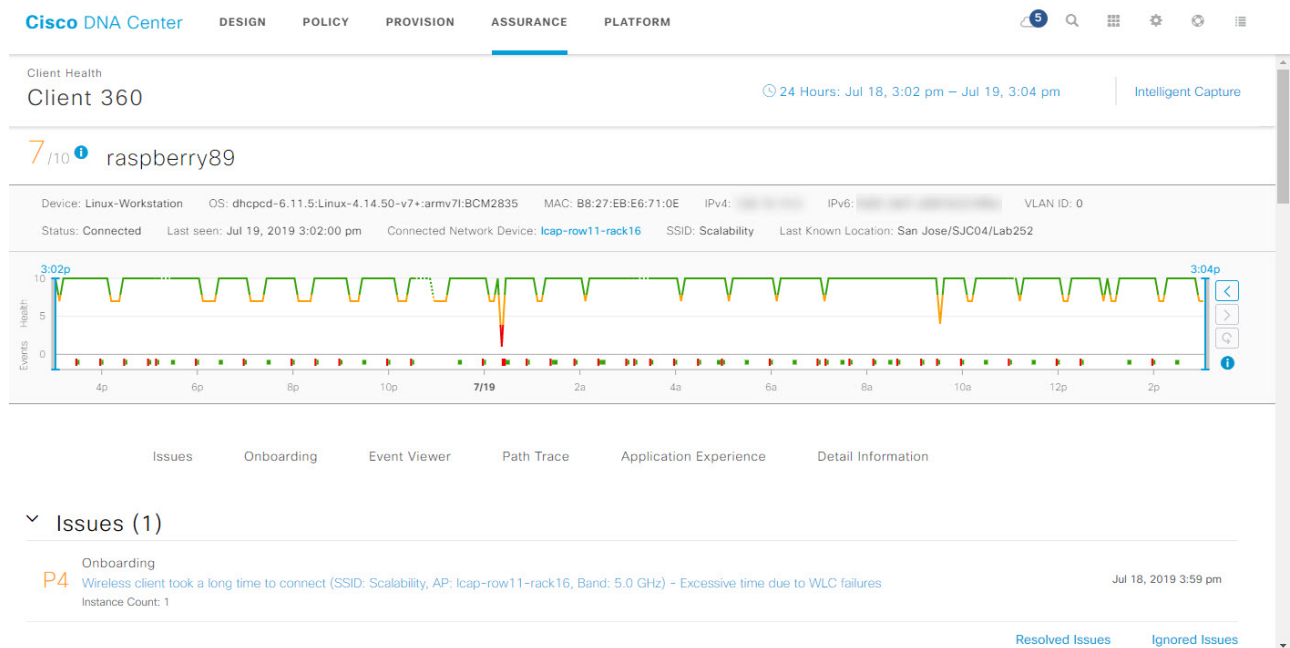 Cisco DNA Center DESIGN POLICY PROVISION ASSURANCE PLATFORM 5
Client Health
Client 360
24 Hours: Jul 18, 3:02 pm – Jul 19, 3:04 pm
Intelligent Capture
7/10 i raspberry89
Device: Linux-Workstation OS: dhcpcd-6.11.5:Linux-4.14.50-v7+:armv7l:BCM2835 MAC: B8:27:EB:E6:71:0E IPv4: IPv6: VLAN ID: 0
Status: Connected Last seen: Jul 19, 2019 3:02:00 pm Connected Network Device: lcap-row11-rack16 SSID: Scalability Last Known Location: San Jose/SJC04/Lab252
3:02p 3:04p
10
Health
5
Events
0
i
4p 6p 8p 10p 7/19 2a 4a 6a 8a 10a 12p 2p
Issues Onboarding Event Viewer Path Trace Application Experience Detail Information
Issues (1)
Onboarding
P4 Wireless client took a long time to connect (SSID: Scalability, AP: lcap-row11-rack16, Band: 5.0 GHz) - Excessive time due to WLC failures Jul 18, 2019 3:59 pm
Instance Count: 1
Resolved Issues Ignored Issues